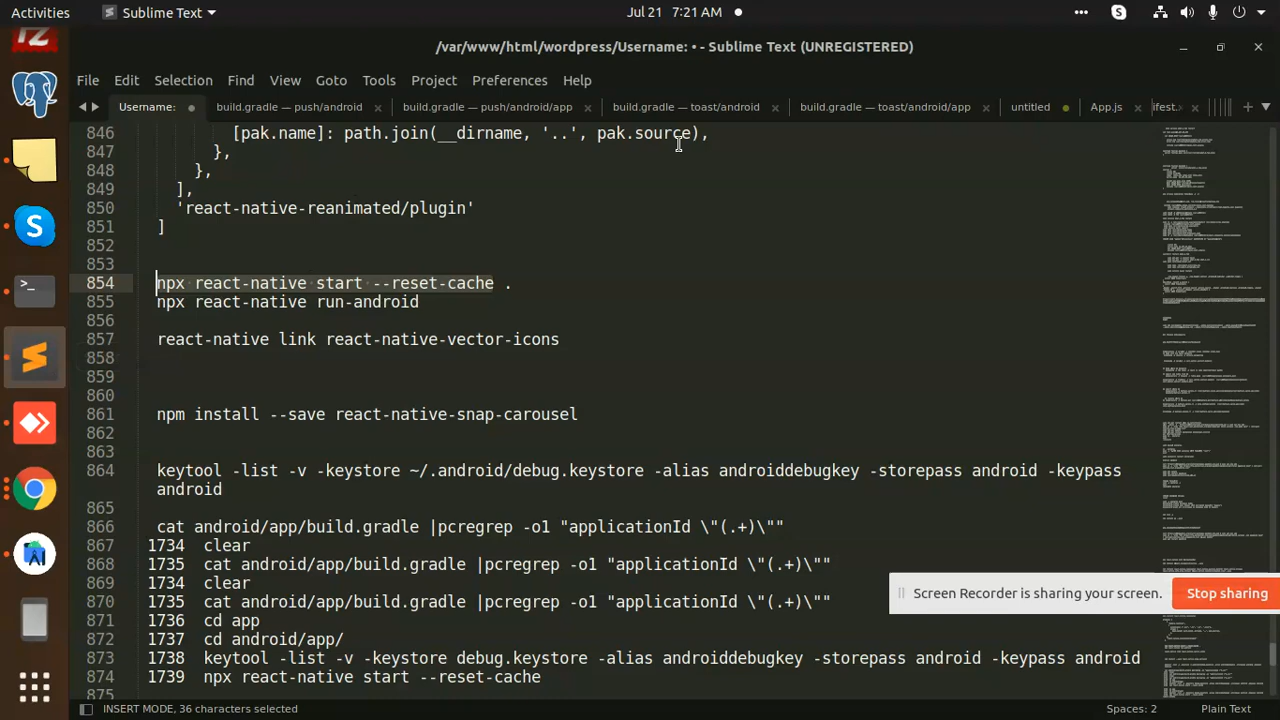 Activities
Sublime Text
Jul 21 7:21 AM
/var/www/html/wordpress/Username: • - Sublime Text (UNREGISTERED)
File Edit Selection Find View Goto Tools Project Preferences Help
Username: build.gradle — push/android build.gradle — push/android/app build.gradle — toast/android build.gradle — toast/android/app untitled App.js ifest.x
846 [pak.name]: path.join(__dirname, '..', pak.source),
847 },
848 },
849 ],
850 'react-native-reanimated/plugin'
851 ]
852
853
854 npx react-native start --reset-cache
855 npx react-native run-android
856
857 react-native link react-native-vector-icons
858
859
860
861 npm install --save react-native-snap-carousel
862
863
864 keytool -list -v -keystore ~/.android/debug.keystore -alias androiddebugkey -storepass android -keypass
android
865
866 cat android/app/build.gradle |pcregrep -o1 "applicationId \"(.+)\""
867 1734 clear
868 1735 cat android/app/build.gradle |pcregrep -o1 "applicationId \"(.+)\""
869 1734 clear
870 1735 cat android/app/build.gradle |pcregrep -o1 "applicationId \"(.+)\""
871 1736 cd app
872 1737 cd android/app/
873 1738 keytool -list -v -keystore debug.keystore -alias androiddebugkey -storepass android -keypass android
874 1739 npx react-native start --reset-cache
875
Screen Recorder is sharing your screen.
Stop sharing
INSERT MODE, 36 characters selected
Spaces: 2
Plain Text